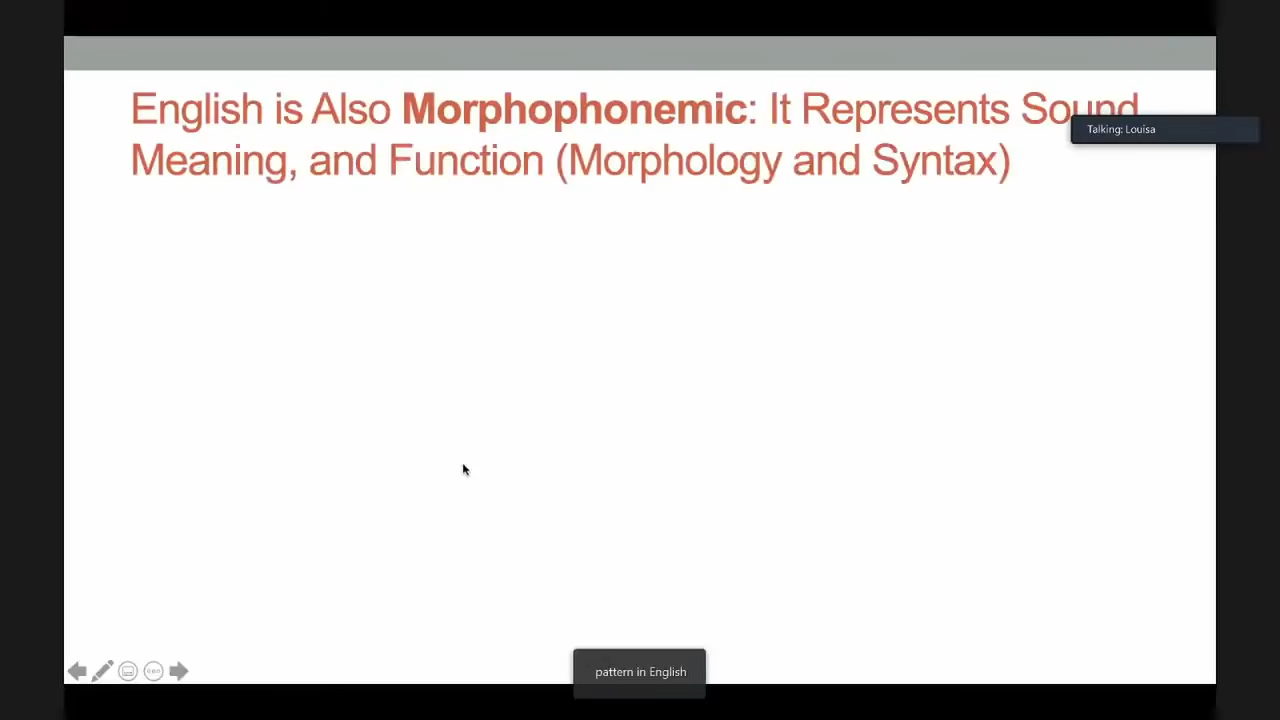 English is Also Morphophonemic: It Represents Sound
Meaning, and Function (Morphology and Syntax)
Talking: Louisa
pattern in English